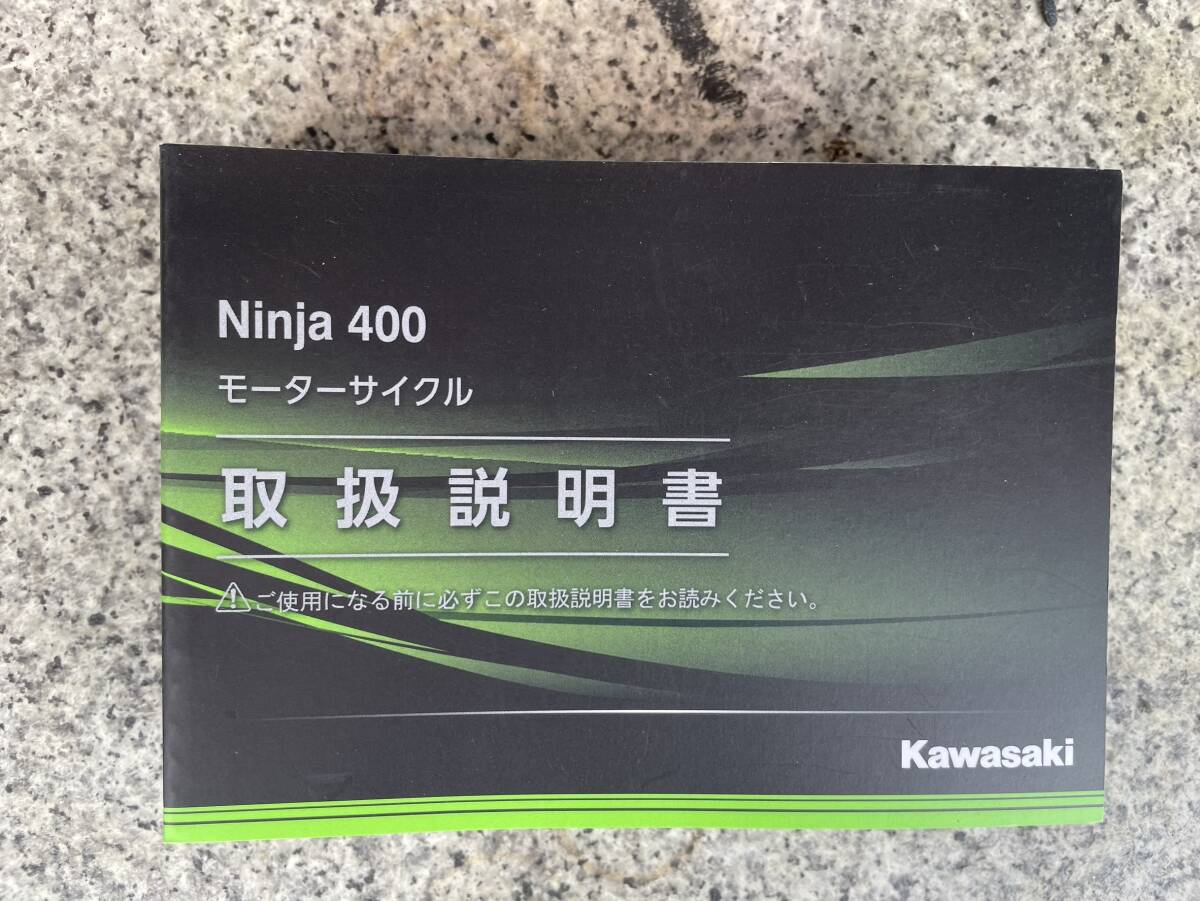 Ninja 400
モーターサイクル
取扱説明書
⚠ご使用になる前に必ずこの取扱説明書をお読みください。
Kawasaki